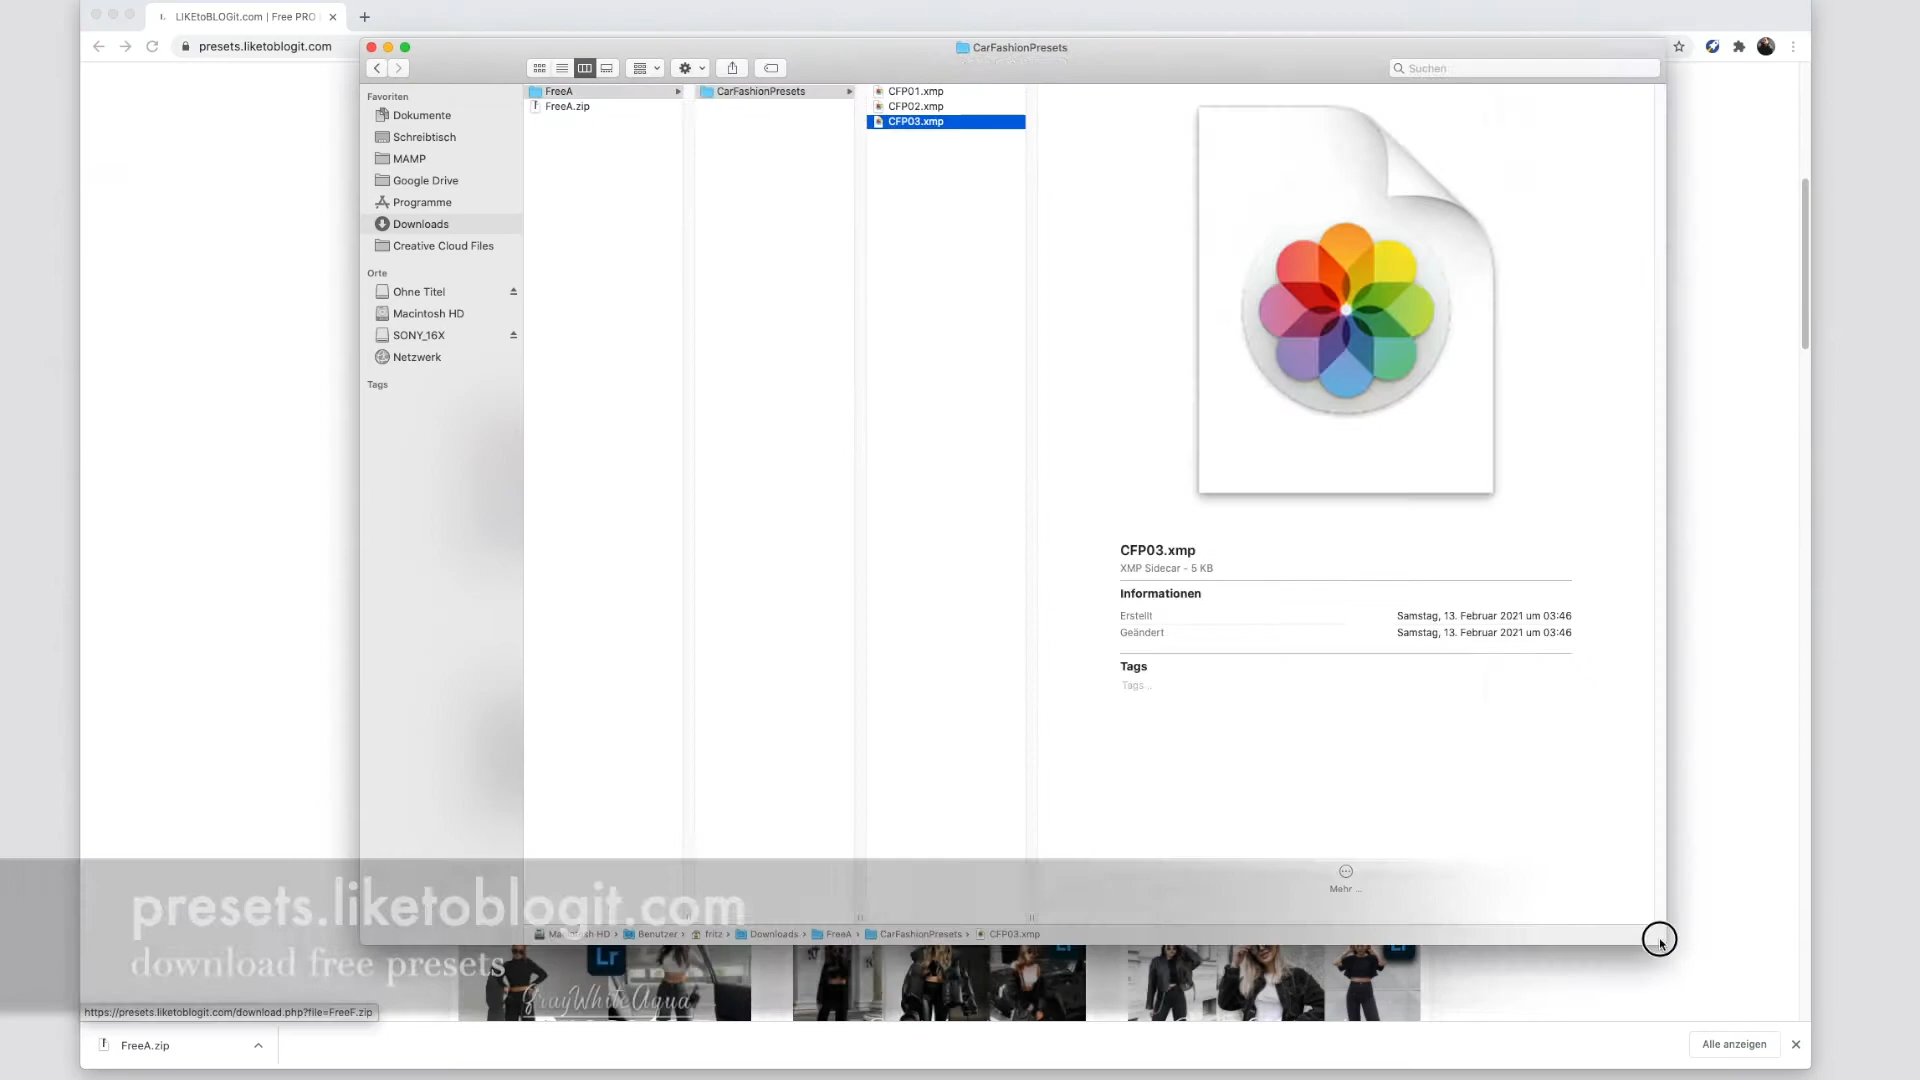 LIKEtoBLOGit.com | Free PRO
presets.liketoblogit.com
CarFashionPresets
Suchen
Favoriten
Dokumente
Schreibtisch
MAMP
Google Drive
Programme
Downloads
Creative Cloud Files
Orte
Ohne Titel
Macintosh HD
SONY_16X
Netzwerk
Tags
FreeA
FreeA.zip
CarFashionPresets
CFP01.xmp
CFP02.xmp
CFP03.xmp
CFP03.xmp
XMP Sidecar - 5 KB
Informationen
Erstellt Samstag, 13. Februar 2021 um 03:46
Geändert Samstag, 13. Februar 2021 um 03:46
Tags
Tags ...
Mehr ...
presets.liketoblogit.com
download free presets
Macintosh HD › Benutzer › fritz › Downloads › FreeA › CarFashionPresets › CFP03.xmp
Lr
GrayWhiteAqua
https://presets.liketoblogit.com/download.php?file=FreeF.zip
FreeA.zip
Alle anzeigen